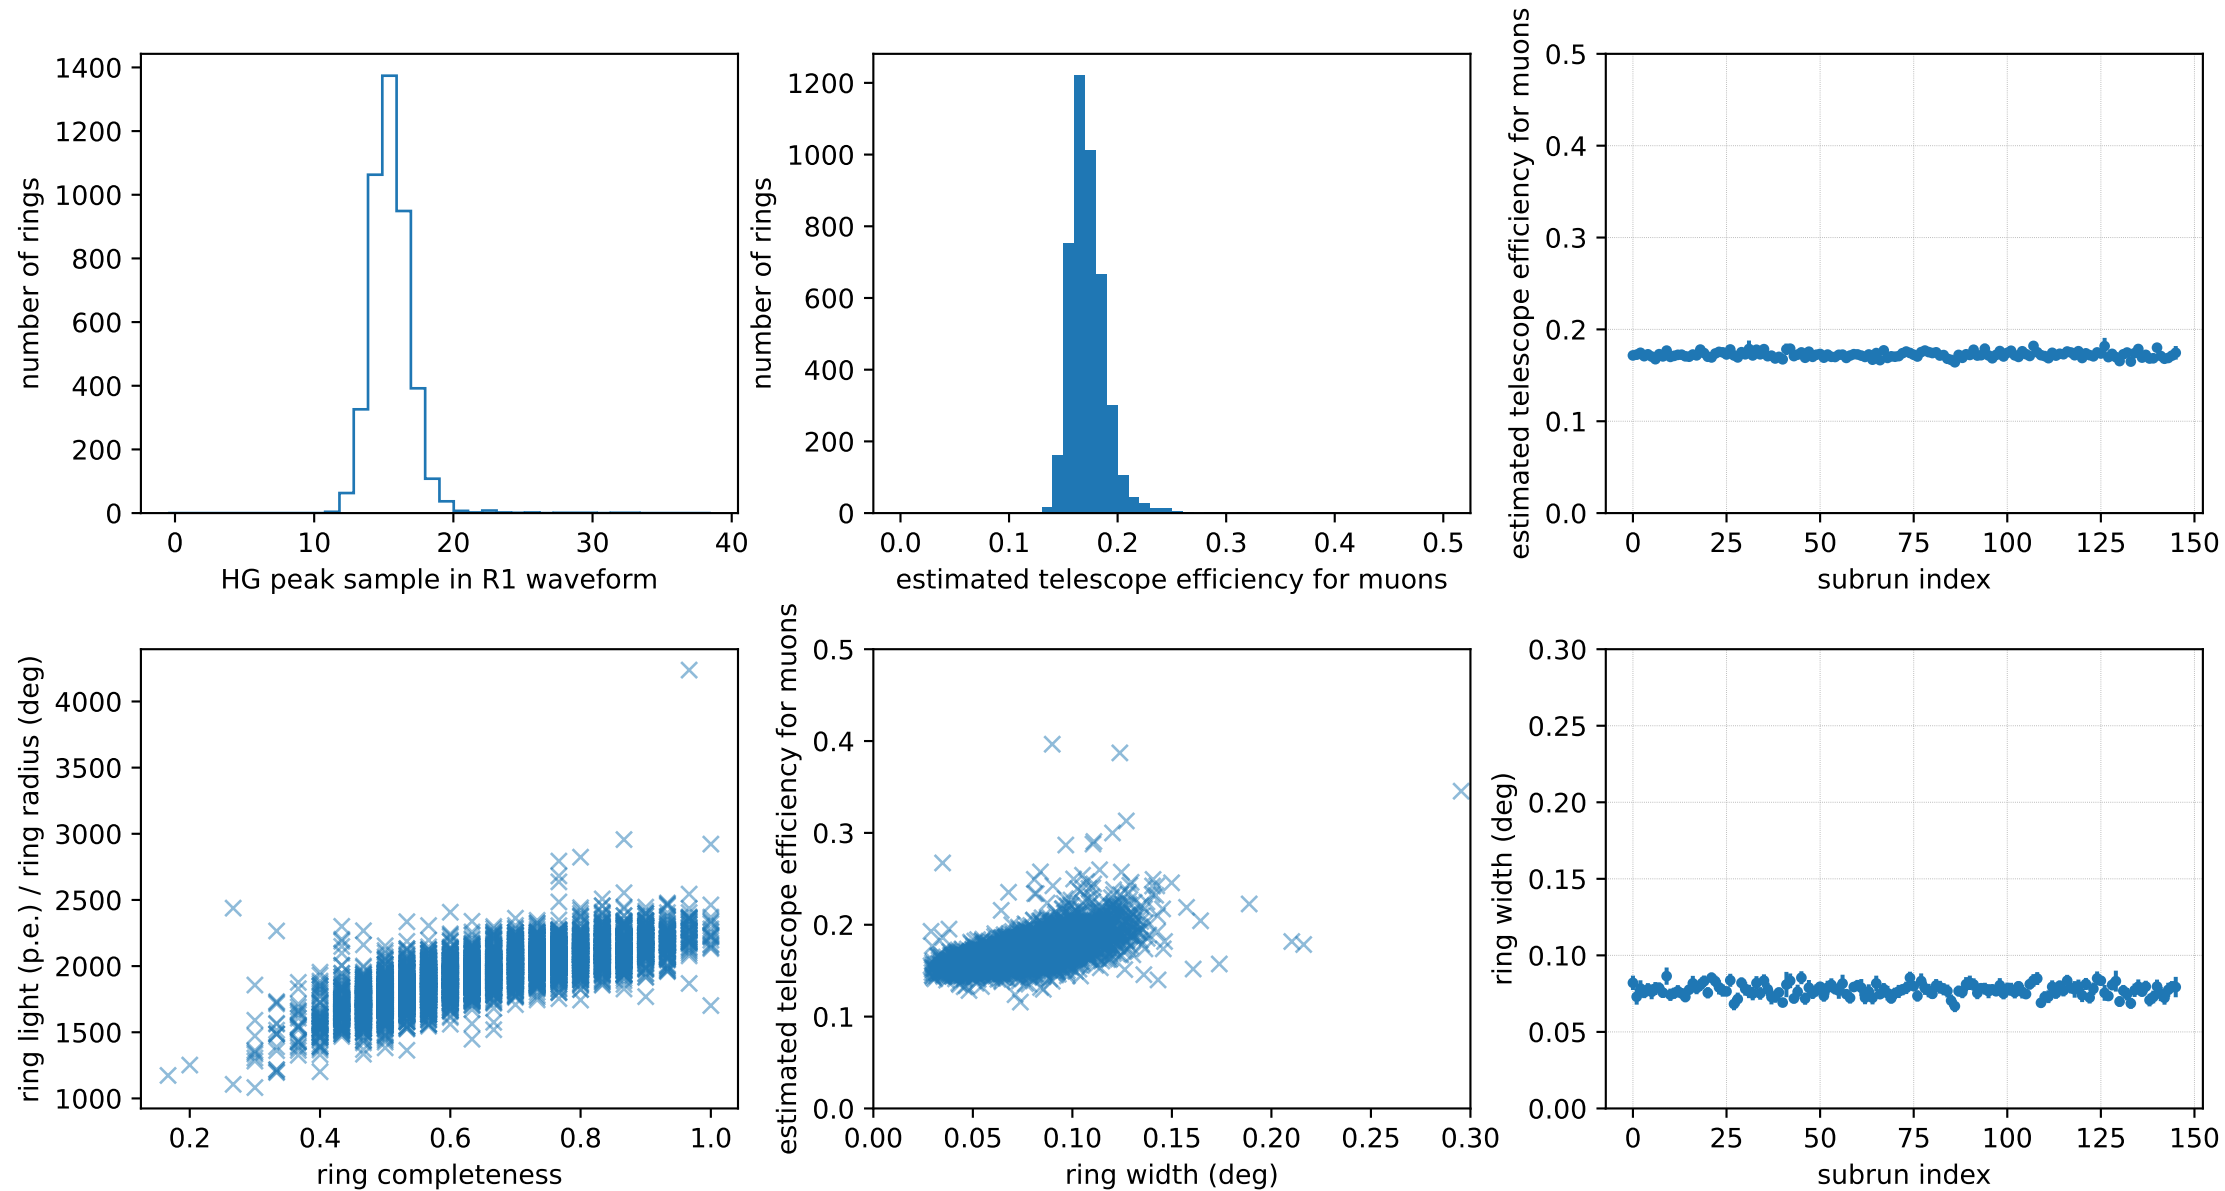 1400
1200
1000
800
600
400
200
0
number of rings
0 10 20 30 40
HG peak sample in R1 waveform
1200
1000
800
600
400
200
0
number of rings
0.0 0.1 0.2 0.3 0.4 0.5
estimated telescope efficiency for muons
0.5
0.4
0.3
0.2
0.1
0.0
estimated telescope efficiency for muons
0 25 50 75 100 125 150
subrun index
4000
3500
3000
2500
2000
1500
1000
ring light (p.e.) / ring radius (deg)
0.2 0.4 0.6 0.8 1.0
ring completeness
0.5
0.4
0.3
0.2
0.1
0.0
estimated telescope efficiency for muons
0.00 0.05 0.10 0.15 0.20 0.25 0.30
ring width (deg)
0.30
0.25
0.20
0.15
0.10
0.05
0.00
ring width (deg)
0 25 50 75 100 125 150
subrun index